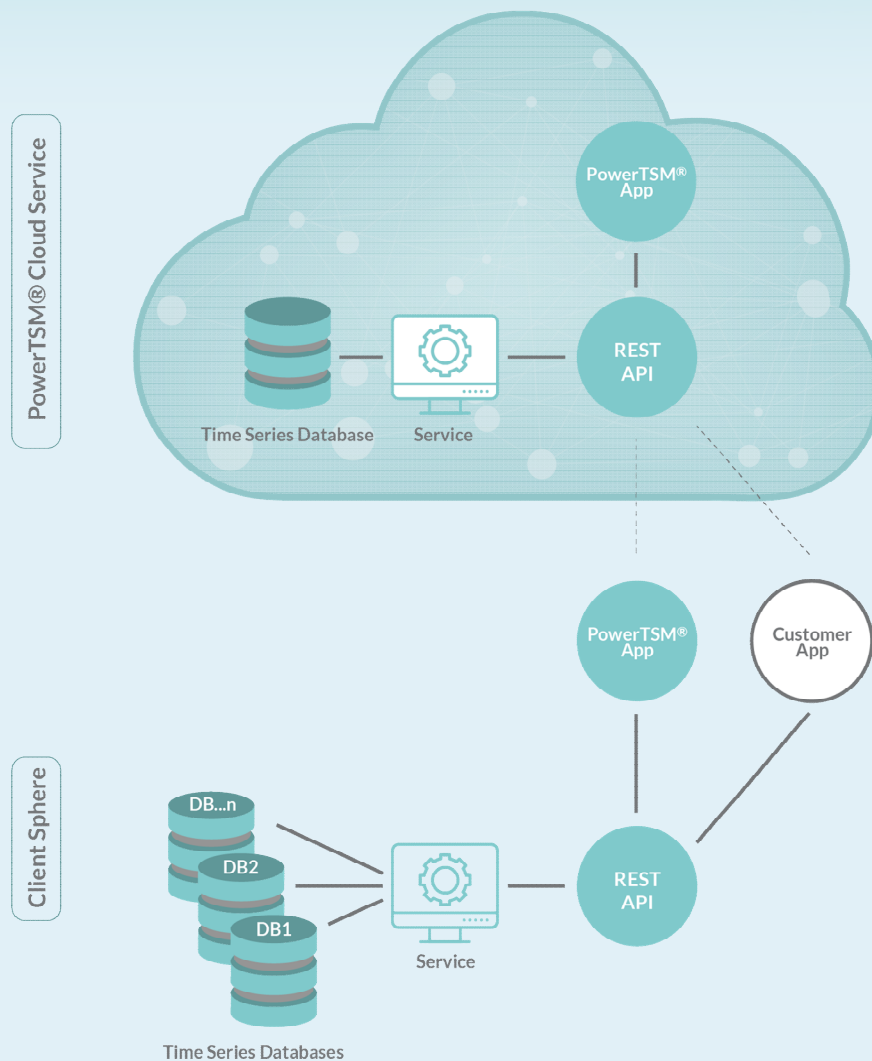 PowerTSM® Cloud Service
PowerTSM®
App
REST
API
Time Series Database
Service
PowerTSM®
App
Customer
App
Client Sphere
DB...n
DB2
DB1
REST
API
Service
Time Series Databases